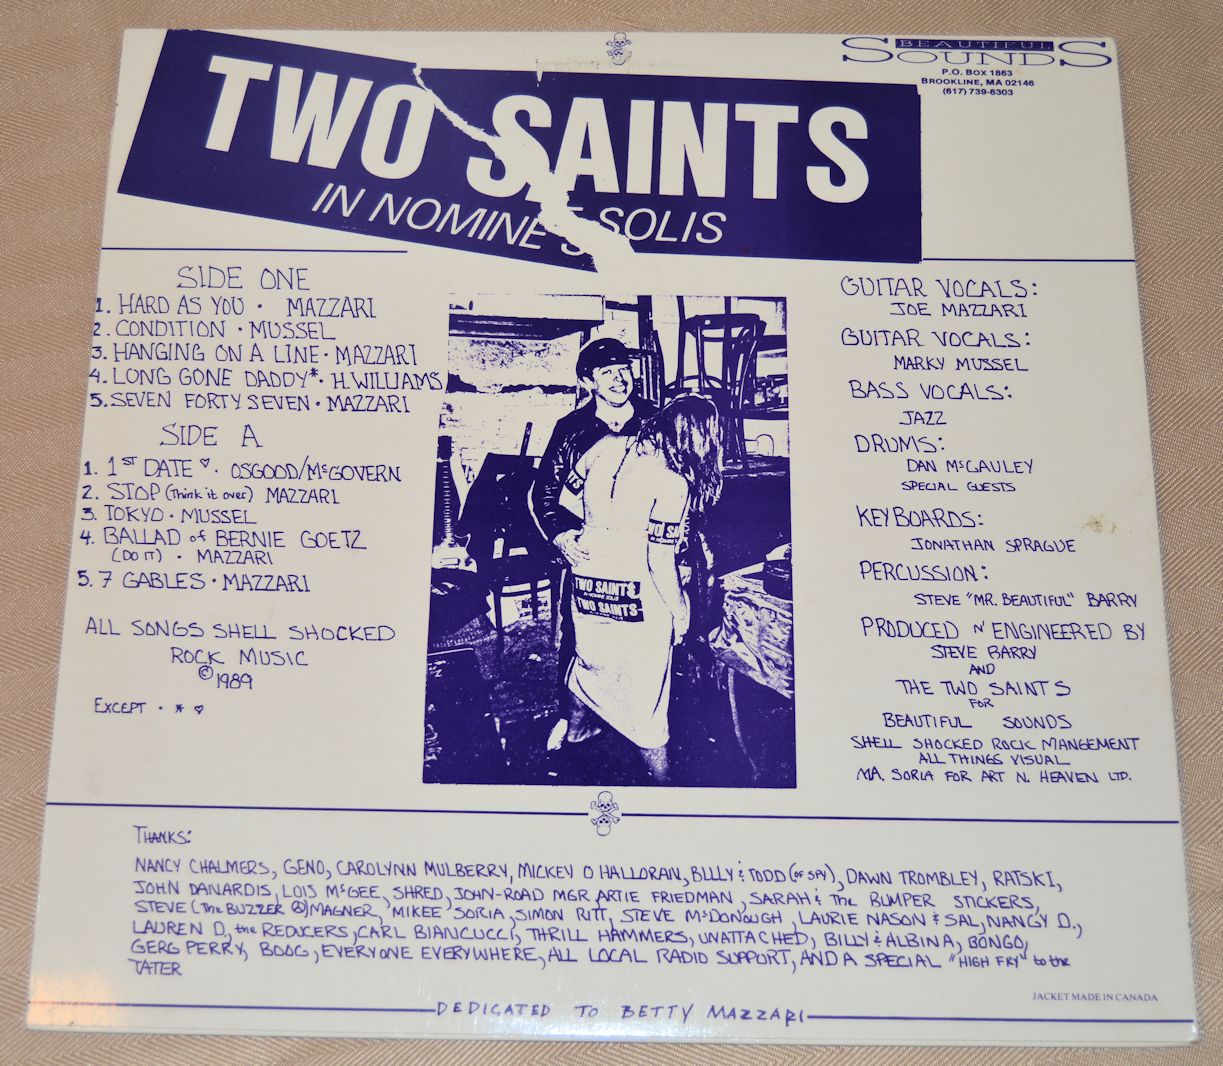 BEAUTIFUL
SOUNDS
P.O. BOX 1863
BROOKLINE, MA 02146
(617) 739-6303
TWO SAINTS
IN NOMINE SOLIS
SIDE ONE
1. HARD AS YOU · MAZZARI
2. CONDITION · MUSSEL
3. HANGING ON A LINE · MAZZARI
4. LONG GONE DADDY* · H. WILLIAMS
5. SEVEN FORTY SEVEN · MAZZARI
SIDE A
1. 1ST DATE ♡ · OSGOOD/McGOVERN
2. STOP (Think it over) MAZZARI
3. TOKYO · MUSSEL
4. BALLAD of BERNIE GOETZ
(DO IT) · MAZZARI
5. 7 GABLES · MAZZARI
ALL SONGS SHELL SHOCKED
ROCK MUSIC
© 1989
EXCEPT · * ♡
TWO SAINTS
IN NOMINE SOLIS
TWO SAINTS
GUITAR VOCALS:
JOE MAZZARI
GUITAR VOCALS:
MARKY MUSSEL
BASS VOCALS:
JAZZ
DRUMS:
DAN McGAULEY
SPECIAL GUESTS
KEYBOARDS:
JONATHAN SPRAGUE
PERCUSSION:
STEVE "MR. BEAUTIFUL" BARRY
PRODUCED N' ENGINEERED BY
STEVE BARRY
AND
THE TWO SAINTS
FOR
BEAUTIFUL SOUNDS
SHELL SHOCKED ROCK MANGEMENT
ALL THINGS VISUAL
MA. SORIA FOR ART N. HEAVEN LTD.
THANKS:
NANCY CHALMERS, GENO, CAROLYNN MULBERRY, MICKEY O HALLORAN, BILLY & TODD (OF SPY), DAWN TROMBLEY, RATSKI,
JOHN DANARDIS, LOIS McGEE, SHRED, JOHN-ROAD MGR, ARTIE FRIEDMAN, SARAH & The BUMPER STICKERS,
STEVE (The BUZZER) MAGNER, MIKEE SORIA, SIMON RITT, STEVE McDONOUGH, LAURIE NASON & SAL, NANCY D.,
LAUREN D., the REDUCERS, CARL BIANCUCCI, THRILL HAMMERS, UNATTACHED, BILLY & ALBINA, BONGO,
GERG PERRY, BOOG, EVERYONE EVERYWHERE, ALL LOCAL RADIO SUPPORT, AND A SPECIAL "HIGH FRY" to the
TATER
JACKET MADE IN CANADA
DEDICATED TO BETTY MAZZARI